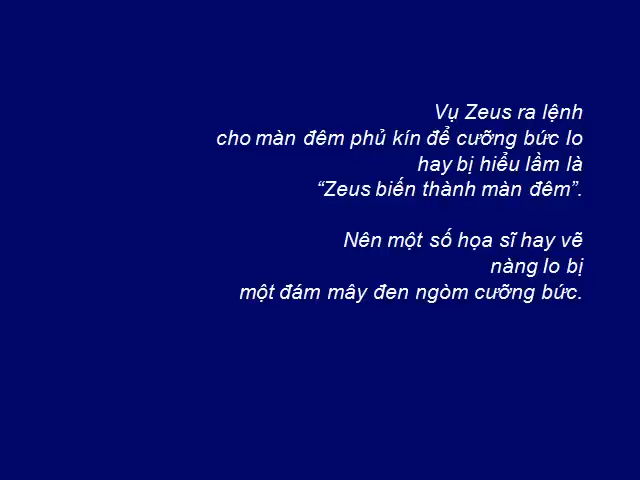 Vụ Zeus ra lệnh
cho màn đêm phủ kín để cưỡng bức Io
hay bị hiểu lầm là
“Zeus biến thành màn đêm”.
Nên một số họa sĩ hay vẽ
nàng Io bị
một đám mây đen ngòm cưỡng bức.